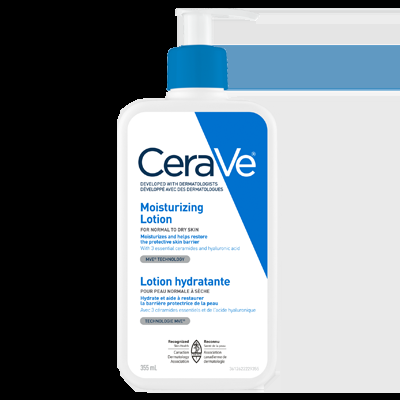 CeraVe®
DEVELOPED WITH DERMATOLOGISTS
DÉVELOPPÉ AVEC DES DERMATOLOGUES
Moisturizing
Lotion
FOR NORMAL TO DRY SKIN
Moisturizes and helps restore
the protective skin barrier
With 3 essential ceramides and hyaluronic acid
MVE® TECHNOLOGY
Lotion hydratante
POUR PEAU NORMALE À SÈCHE
Hydrate et aide à restaurer
la barrière protectrice de la peau
Avec 3 céramides essentiels et de l'acide hyaluronique
TECHNOLOGIE MVE®
Recognized Reconnu
Canadian Association
Dermatology canadienne de
Association dermatologie
355 mL